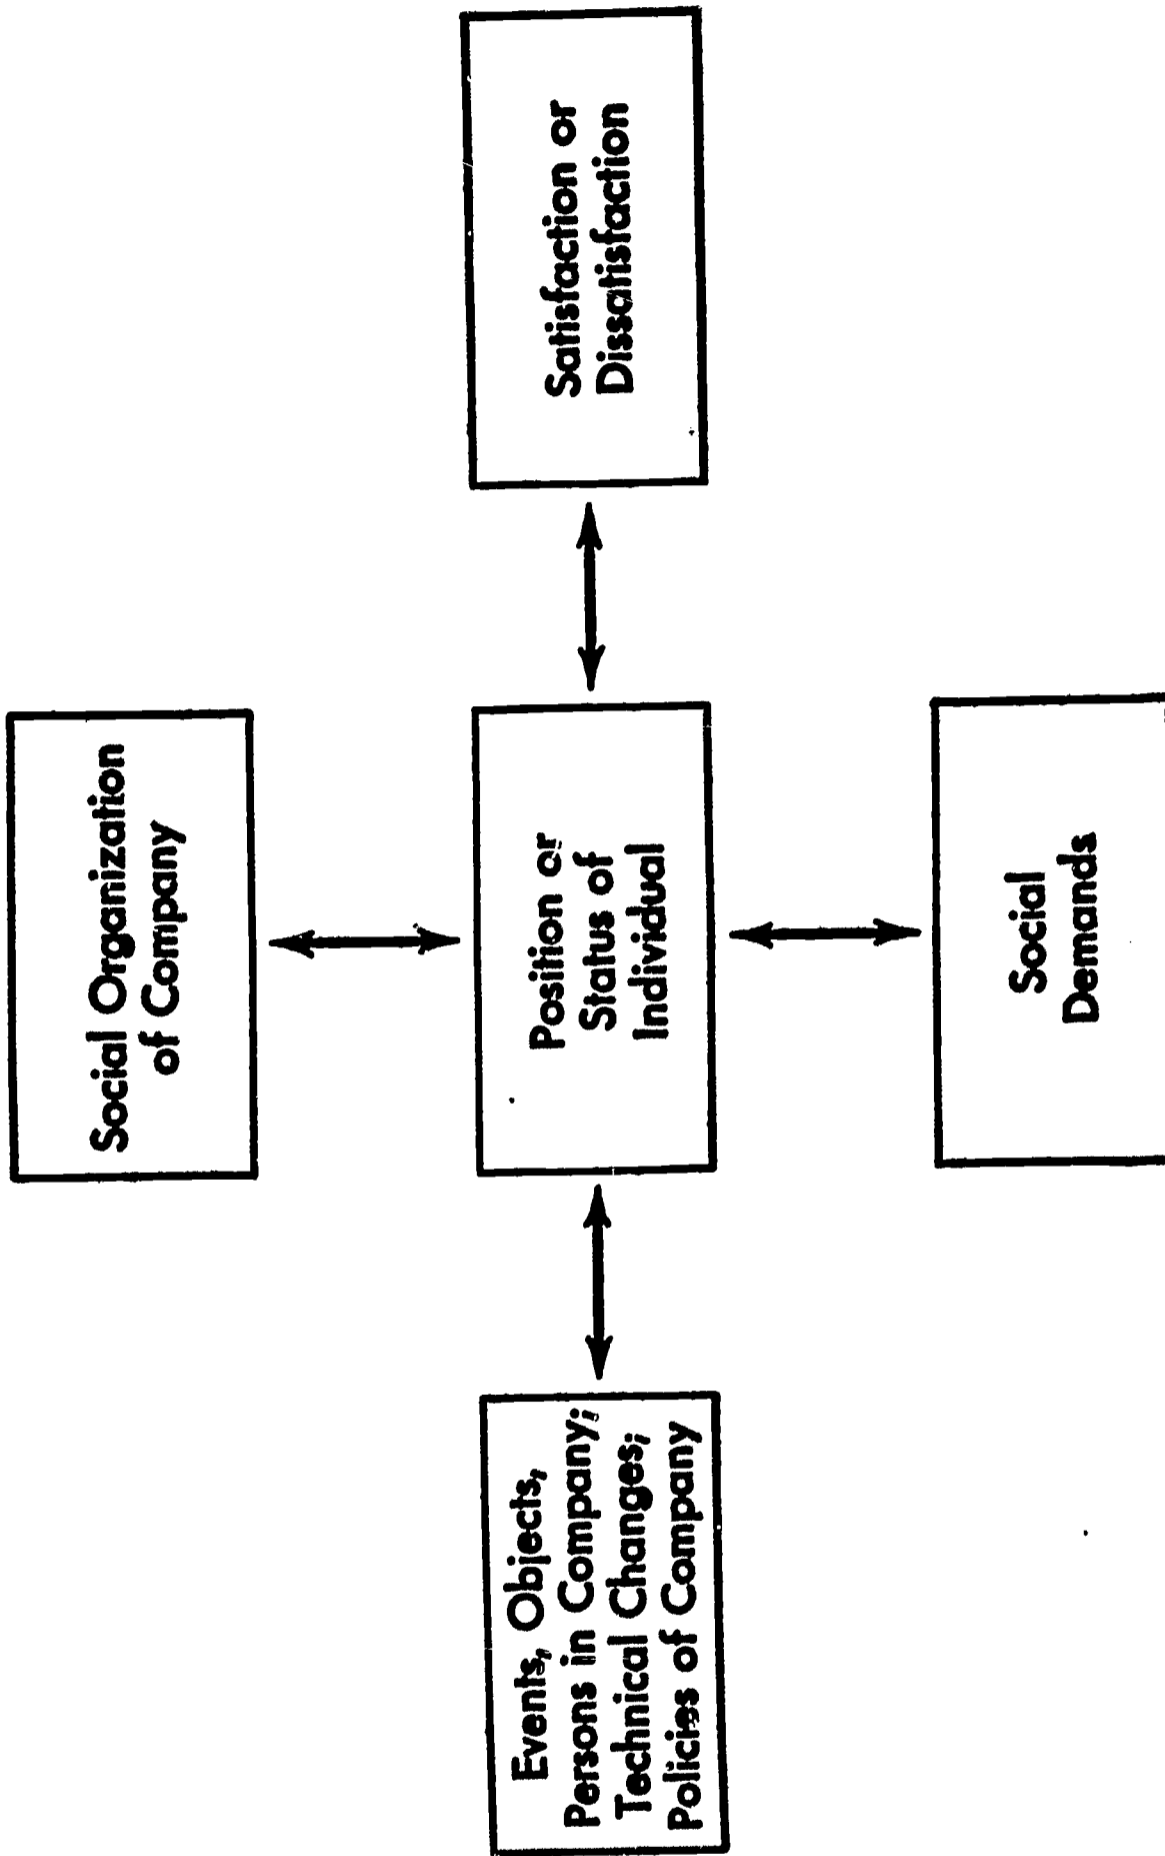 Social Organization
of Company
Events, Objects,
Persons in Company;
Technical Changes;
Policies of Company
Position or
Status of
Individual
Satisfaction or
Dissatisfaction
Social
Demands